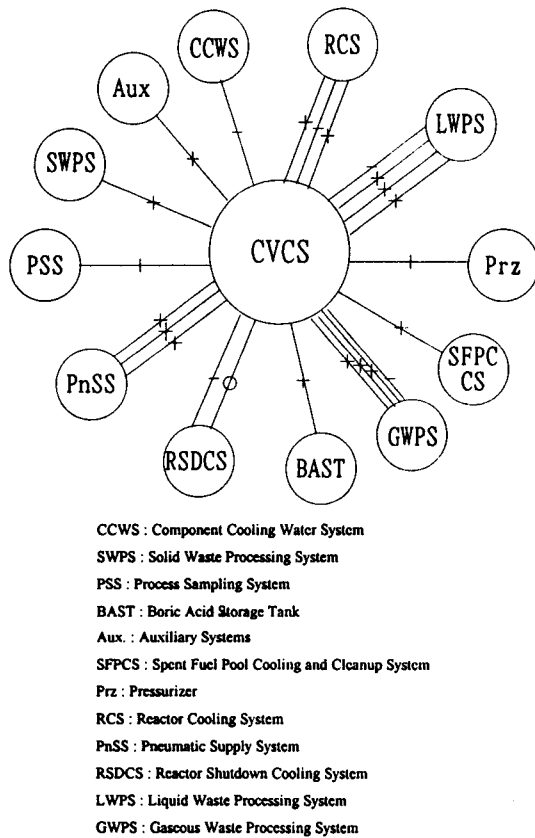 CCWS
RCS
Aux
LWPS
SWPS
CVCS
PSS
Prz
SFPC
CS
PnSS
GWPS
RSDCS
BAST
CCWS : Component Cooling Water System
SWPS : Solid Waste Processing System
PSS : Process Sampling System
BAST : Boric Acid Storage Tank
Aux. : Auxiliary Systems
SFPCS : Spent Fuel Pool Cooling and Cleanup System
Prz : Pressurizer
RCS : Reactor Cooling System
PnSS : Pneumatic Supply System
RSDCS : Reactor Shutdown Cooling System
LWPS : Liquid Waste Processing System
GWPS : Gaseous Waste Processing System